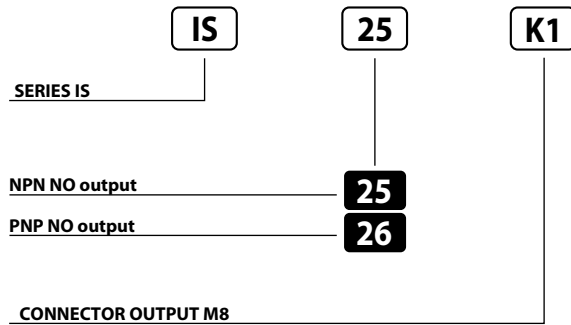 IS 25 K1
SERIES IS
NPN NO output 25
PNP NO output 26
CONNECTOR OUTPUT M8